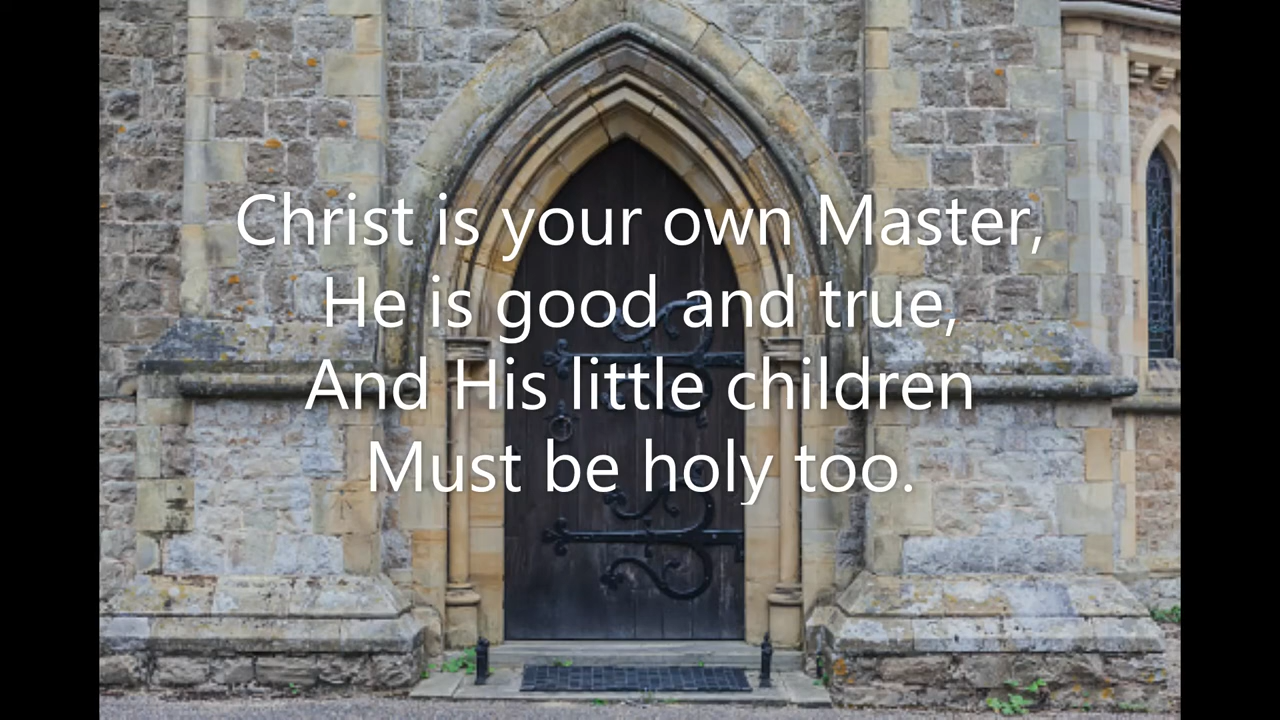 Christ is your own Master,
He is good and true,
And His little children
Must be holy too.